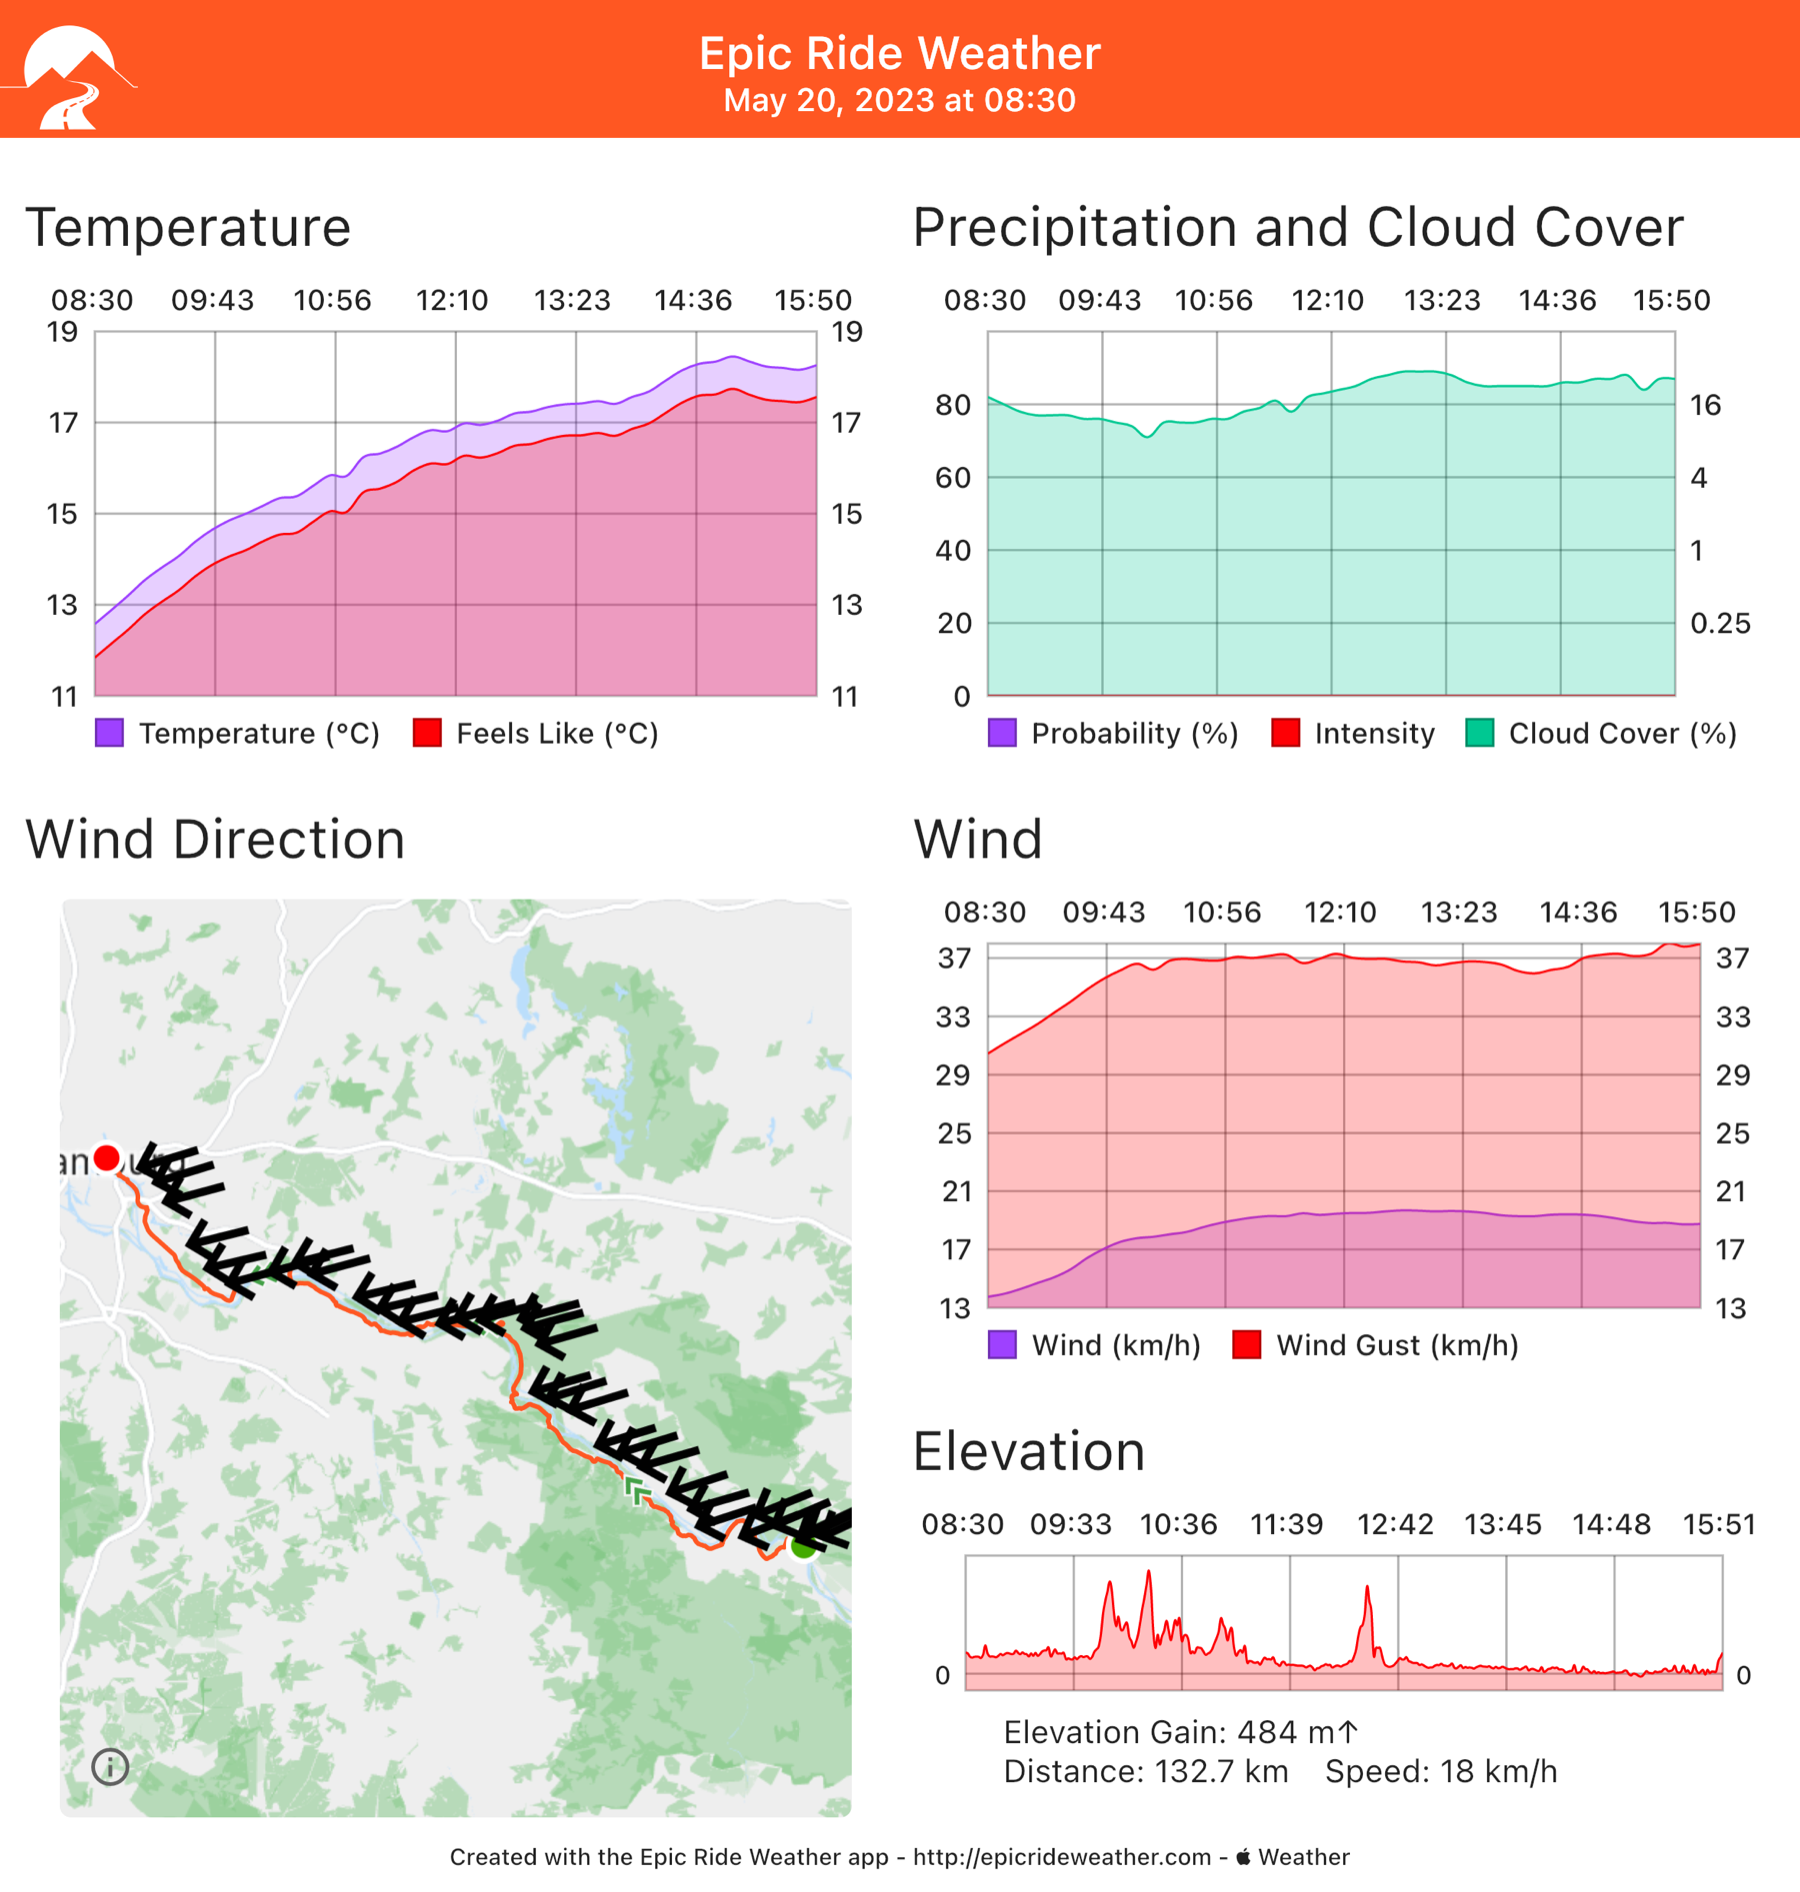 Epic Ride Weather
May 20, 2023 at 08:30
Temperature
08:30 09:43 10:56 12:10 13:23 14:36 15:50
19 19
17 17
15 15
13 13
11 11
Temperature (°C) Feels Like (°C)
Precipitation and Cloud Cover
08:30 09:43 10:56 12:10 13:23 14:36 15:50
80 16
60 4
40 1
20 0.25
0
Probability (%) Intensity Cloud Cover (%)
Wind Direction
Wind
08:30 09:43 10:56 12:10 13:23 14:36 15:50
37 37
33 33
29 29
25 25
21 21
17 17
13 13
Wind (km/h) Wind Gust (km/h)
Elevation
08:30 09:33 10:36 11:39 12:42 13:45 14:48 15:51
0 0
Elevation Gain: 484 m↑
Distance: 132.7 km Speed: 18 km/h
Created with the Epic Ride Weather app - http://epicrideweather.com - Weather